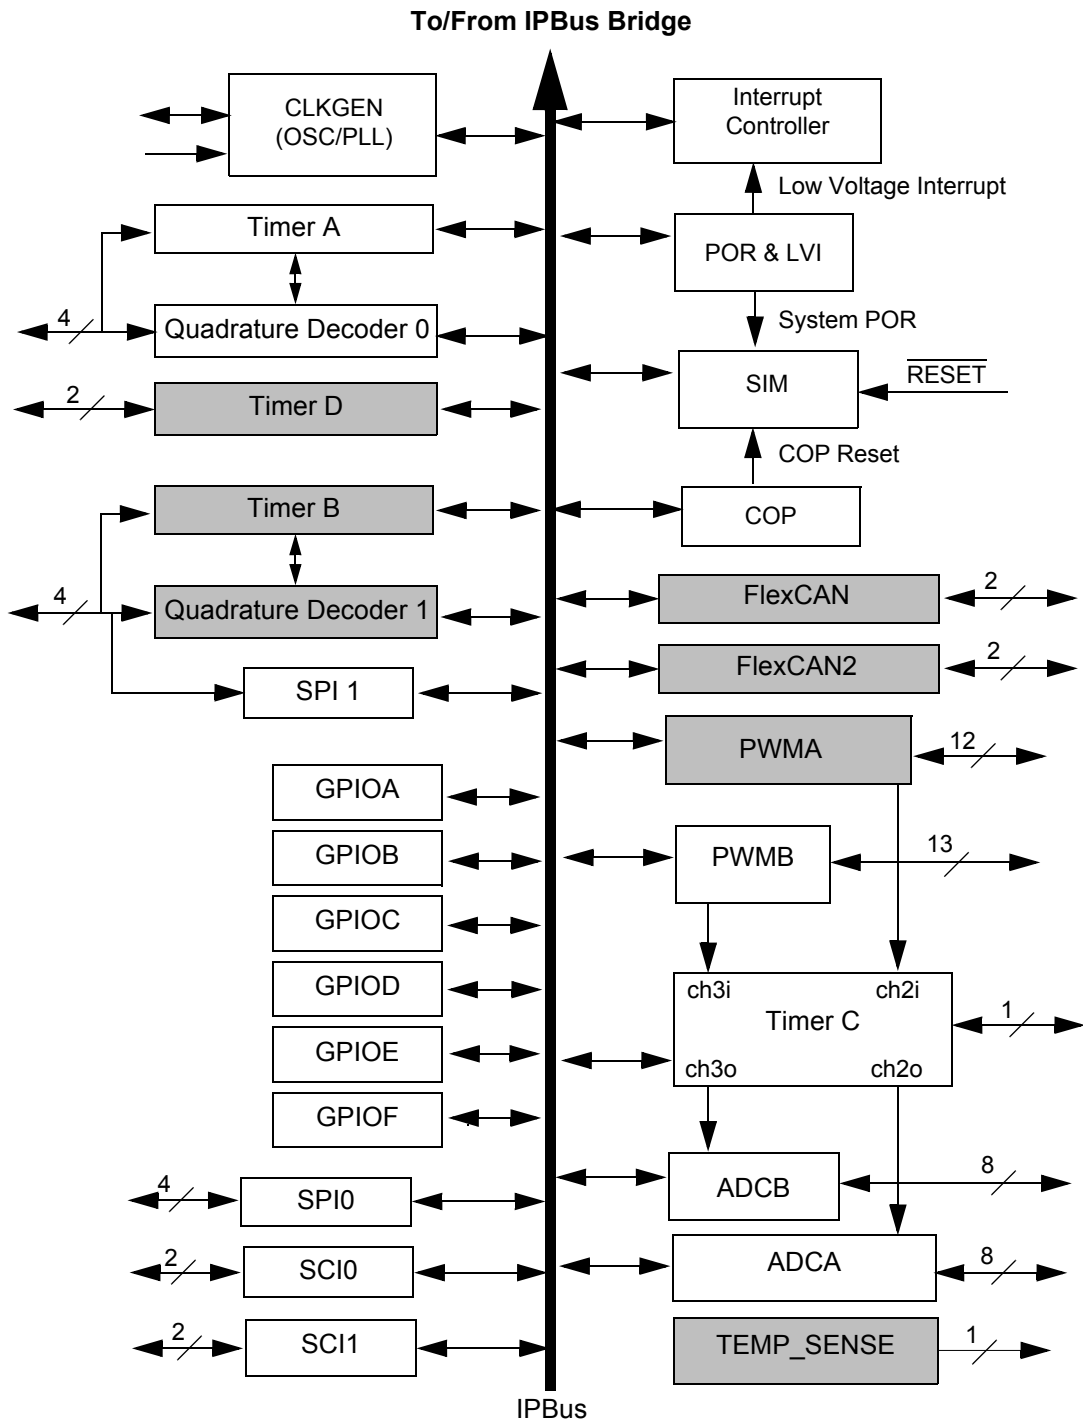 To/From IPBus Bridge
CLKGEN
(OSC/PLL)
Timer A
4
Quadrature Decoder 0
2
Timer D
Timer B
4
Quadrature Decoder 1
SPI 1
GPIOA
GPIOB
GPIOC
GPIOD
GPIOE
GPIOF
4
SPI0
2
SCI0
2
SCI1
Interrupt
Controller
Low Voltage Interrupt
POR & LVI
System POR
SIM
RESET
COP Reset
COP
FlexCAN
2
FlexCAN2
2
PWMA
12
PWMB
13
ch3i
ch2i
Timer C
1
ch3o
ch2o
ADCB
8
ADCA
8
TEMP_SENSE
1
IPBus